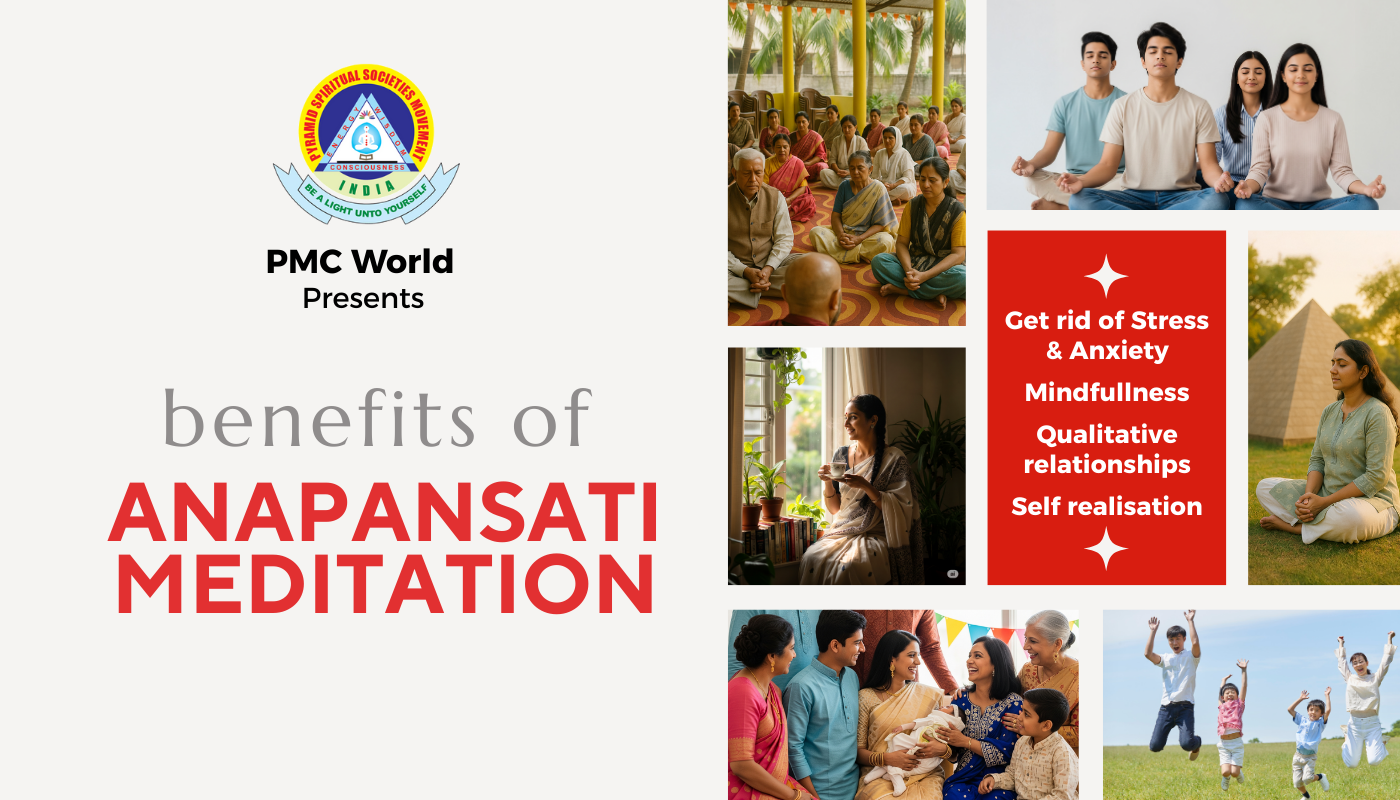 PYRAMID SPIRITUAL SOCIETIES MOVEMENT
ENERGY WISDOM
CONSCIOUSNESS
INDIA
BE A LIGHT UNTO YOURSELF
PMC World
Presents
benefits of
ANAPANSATI
MEDITATION
Get rid of Stress
& Anxiety
Mindfullness
Qualitative
relationships
Self realisation
ai